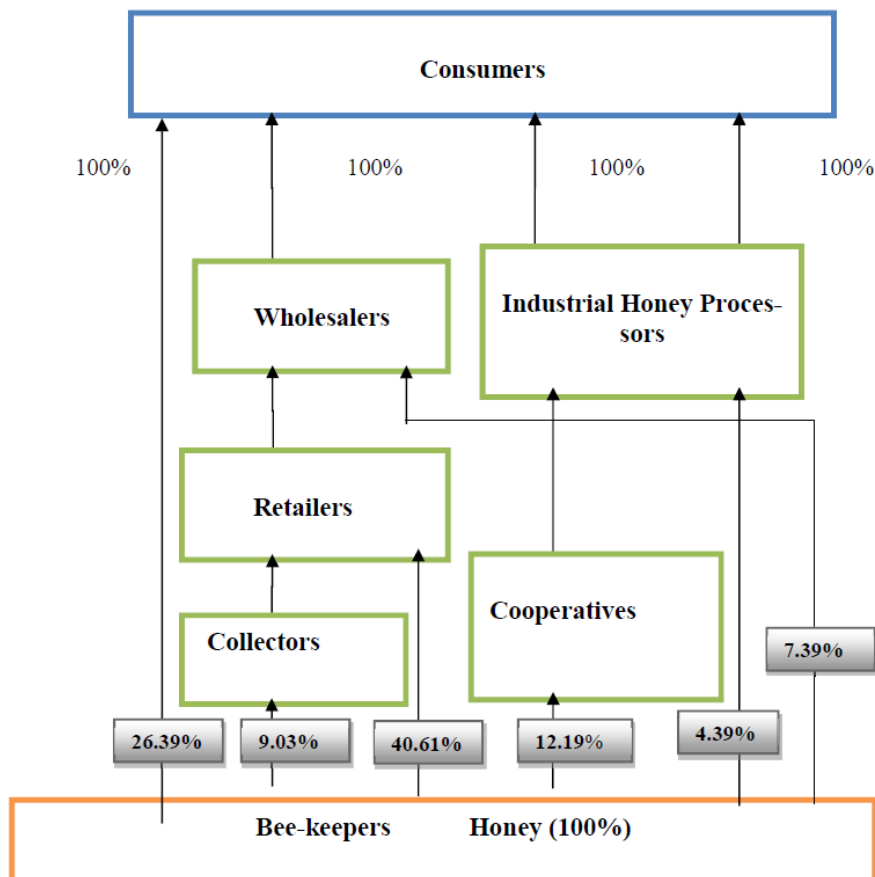 Consumers
100%
100%
100%
100%
Wholesalers
Industrial Honey Proces-
sors
Retailers
Cooperatives
Collectors
7.39%
26.39%
9.03%
40.61%
12.19%
4.39%
Bee-keepers Honey (100%)